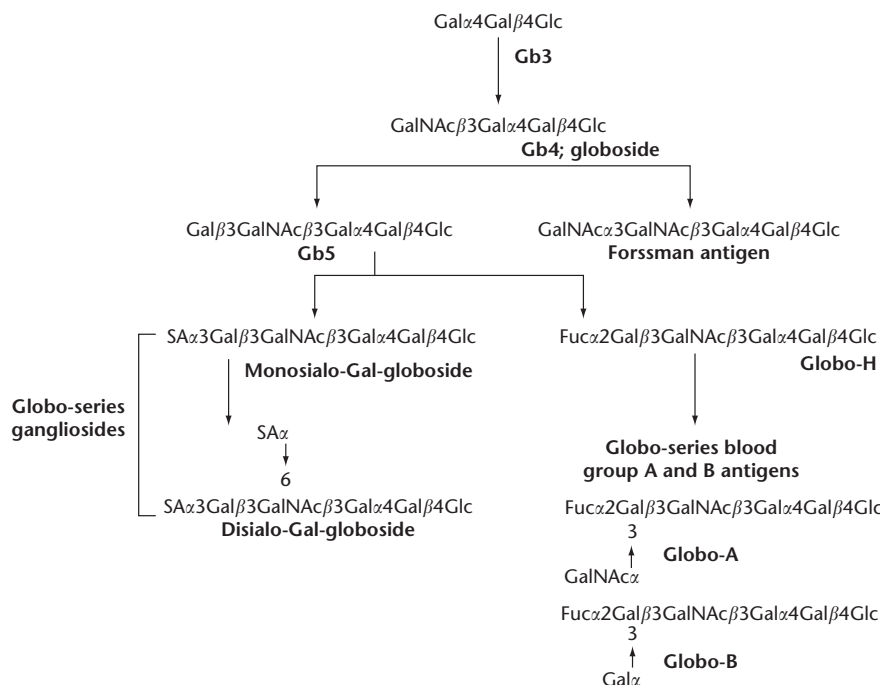 Galα4Galβ4Glc
Gb3
GalNAcβ3Galα4Galβ4Glc
Gb4; globoside
Galβ3GalNAcβ3Galα4Galβ4Glc
Gb5
GalNAcα3GalNAcβ3Galα4Galβ4Glc
Forssman antigen
Globo-series
gangliosides
SAα3Galβ3GalNAcβ3Galα4Galβ4Glc
Monosialo-Gal-globoside
SAα
6
SAα3Galβ3GalNAcβ3Galα4Galβ4Glc
Disialo-Gal-globoside
Fucα2Galβ3GalNAcβ3Galα4Galβ4Glc
Globo-H
Globo-series blood
group A and B antigens
Fucα2Galβ3GalNAcβ3Galα4Galβ4Glc
3
Globo-A
GalNAcα
Fucα2Galβ3GalNAcβ3Galα4Galβ4Glc
3
Globo-B
Galα